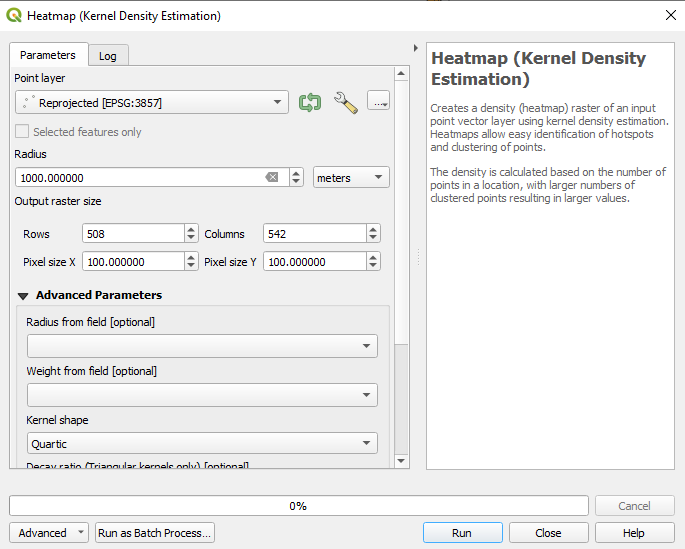 Heatmap (Kernel Density Estimation)
Parameters
Log
Point layer
Reprojected [EPSG:3857]
...
Selected features only
Radius
1000.000000
meters
Output raster size
Rows
508
Columns
542
Pixel size X
100.000000
Pixel size Y
100.000000
Advanced Parameters
Radius from field [optional]
Weight from field [optional]
Kernel shape
Quartic
Decay ratio (Triangular kernels only) [optional]
Heatmap (Kernel Density
Estimation)
Creates a density (heatmap) raster of an input
point vector layer using kernel density estimation.
Heatmaps allow easy identification of hotspots
and clustering of points.
The density is calculated based on the number of
points in a location, with larger numbers of
clustered points resulting in larger values.
0%
Cancel
Advanced
Run as Batch Process...
Run
Close
Help